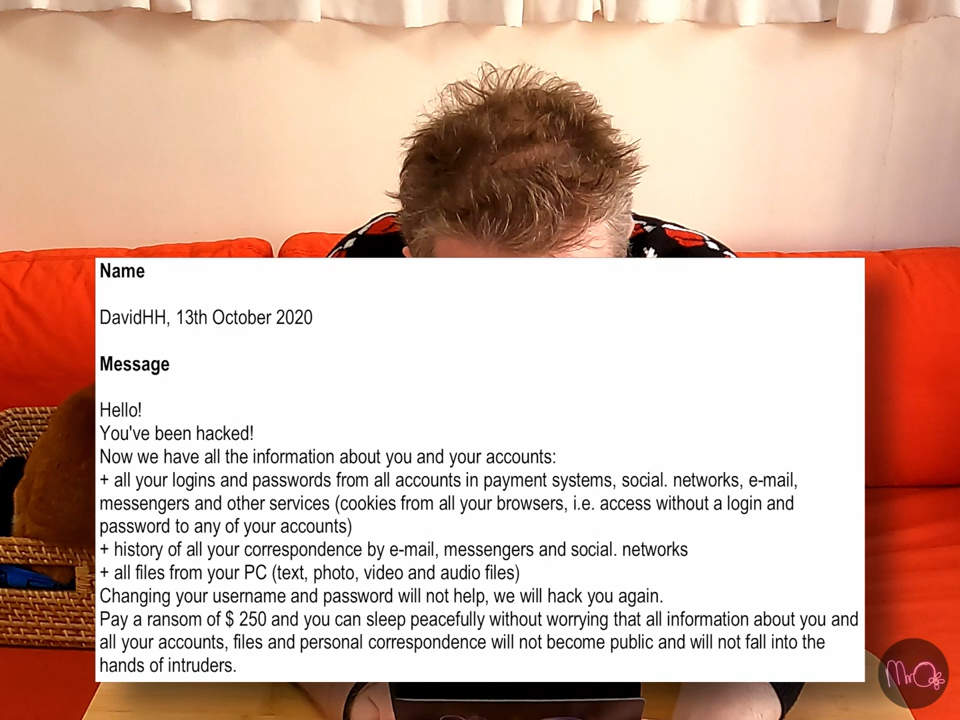 Name
DavidHH, 13th October 2020
Message
Hello!
You've been hacked!
Now we have all the information about you and your accounts:
+ all your logins and passwords from all accounts in payment systems, social. networks, e-mail,
messengers and other services (cookies from all your browsers, i.e. access without a login and
password to any of your accounts)
+ history of all your correspondence by e-mail, messengers and social. networks
+ all files from your PC (text, photo, video and audio files)
Changing your username and password will not help, we will hack you again.
Pay a ransom of $ 250 and you can sleep peacefully without worrying that all information about you and
all your accounts, files and personal correspondence will not become public and will not fall into the
hands of intruders.